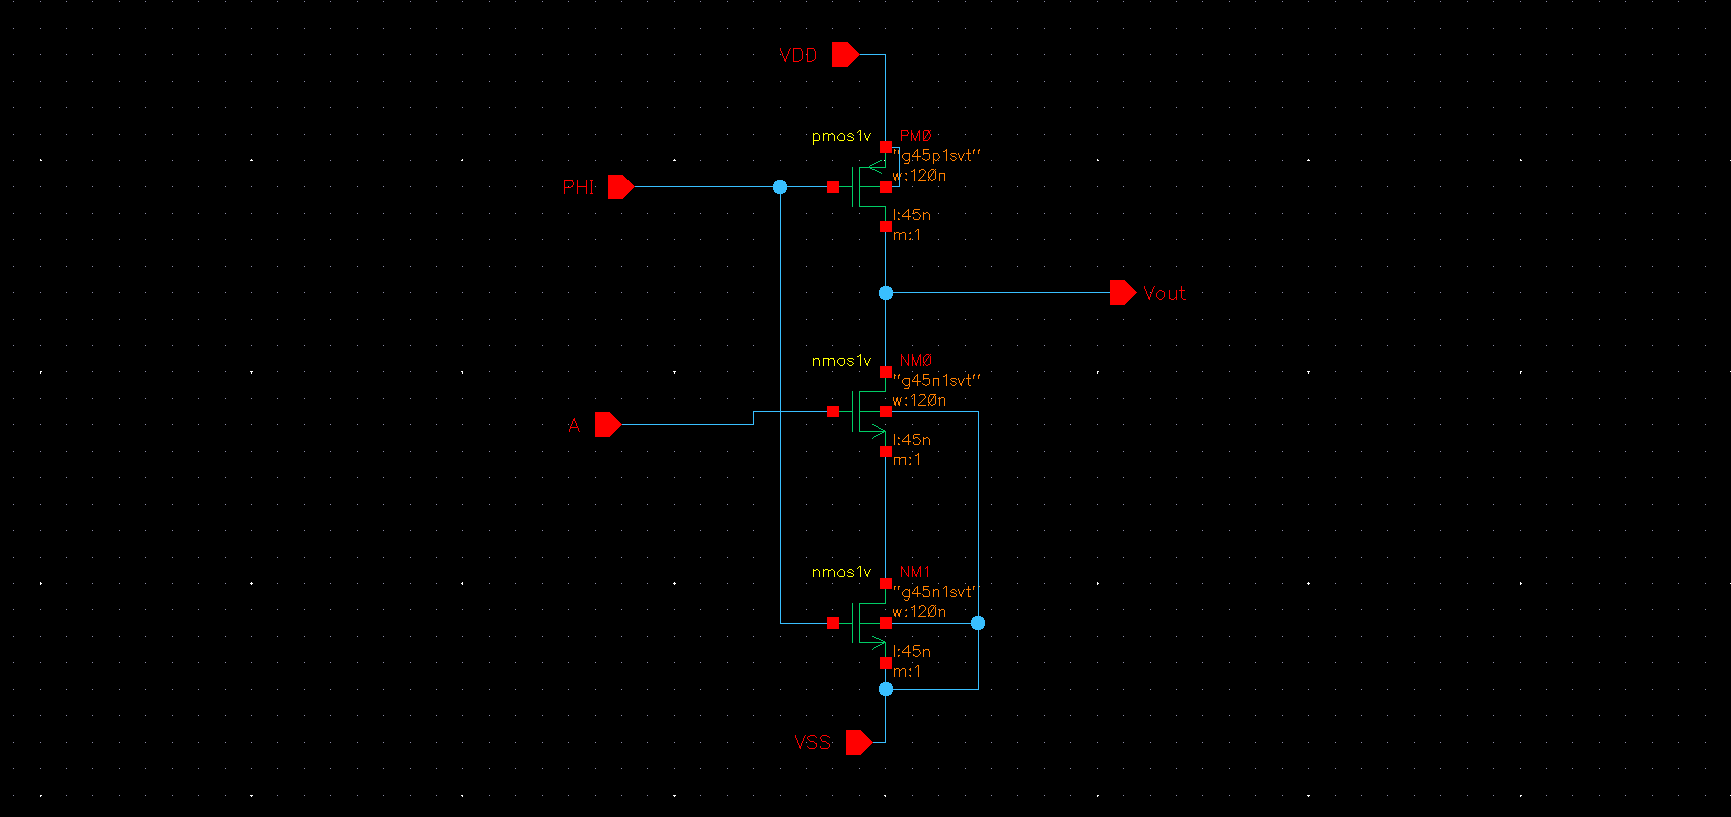 VDD
pmos1v PM0
"g45p1svt"
PHI w:120n
l:45n
m:1
Vout
nmos1v NM0
"g45n1svt"
w:120n
A
l:45n
m:1
nmos1v NM1
"g45n1svt"
w:120n
l:45n
m:1
VSS